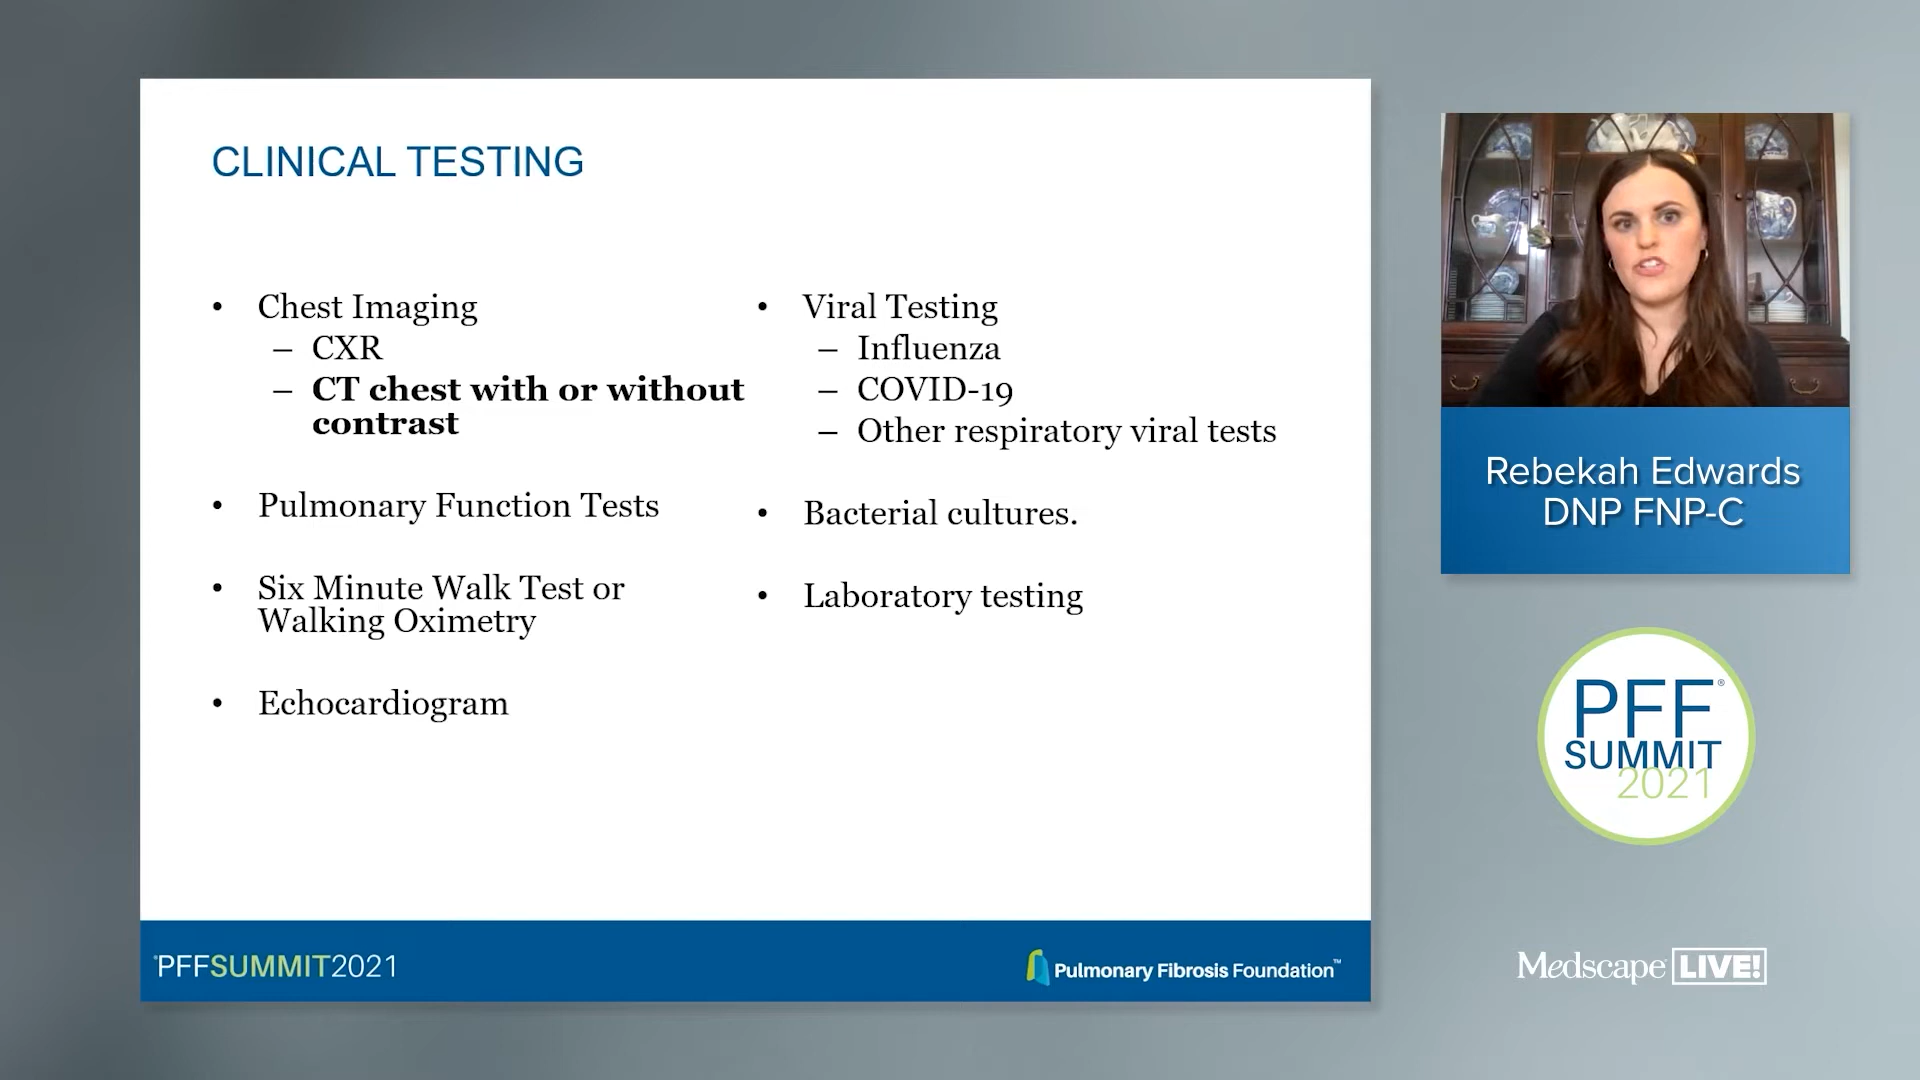 CLINICAL TESTING
• Chest Imaging
– CXR
– CT chest with or without
contrast
• Pulmonary Function Tests
• Six Minute Walk Test or
Walking Oximetry
• Echocardiogram
• Viral Testing
– Influenza
– COVID-19
– Other respiratory viral tests
• Bacterial cultures.
• Laboratory testing
PFFSUMMIT2021
Pulmonary Fibrosis Foundation™
Rebekah Edwards
DNP FNP-C
PFF®
SUMMIT
2021
Medscape LIVE!